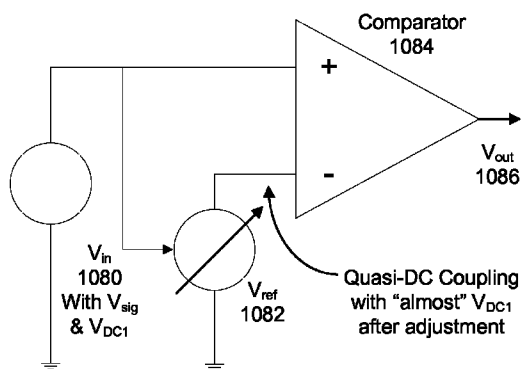 Comparator
1084
+
-
V_out
1086
V_in
1080
With V_sig
& V_DC1
V_ref
1082
Quasi-DC Coupling
with “almost” V_DC1
after adjustment